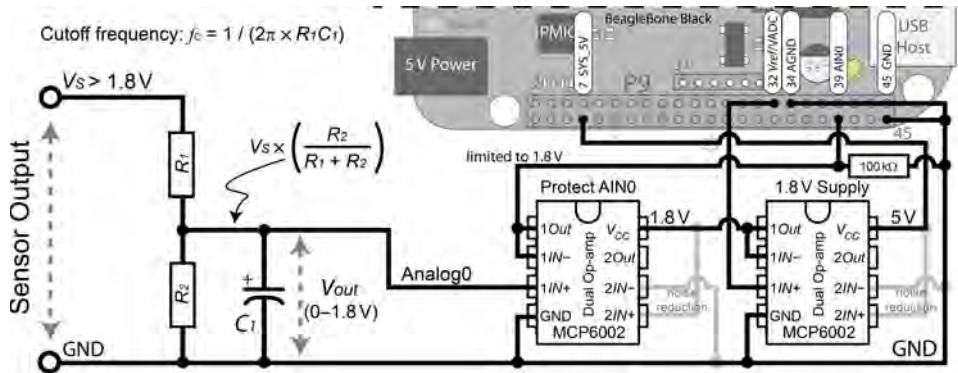 Cutoff frequency: fc = 1 / (2π × R1C1)
BeagleBone Black
PMIC
5 V Power
7 SYS_5V
P9
32 Vref/VADC
34 AGND
39 AIN0
45 GND
USB
Host
45
Vs > 1.8 V
Sensor Output
R1
Vs × ( R2 / R1 + R2 )
R2
+
C1
Vout
(0–1.8 V)
Analog0
GND
limited to 1.8 V
100 kΩ
Protect AIN0
1Out
1IN−
1IN+
GND
Dual Op-amp
VCC
2Out
2IN−
2IN+
MCP6002
1.8 V
noise
reduction
1.8 V Supply
1Out
1IN−
1IN+
GND
Dual Op-amp
VCC
2Out
2IN−
2IN+
MCP6002
5 V
noise
reduction
GND